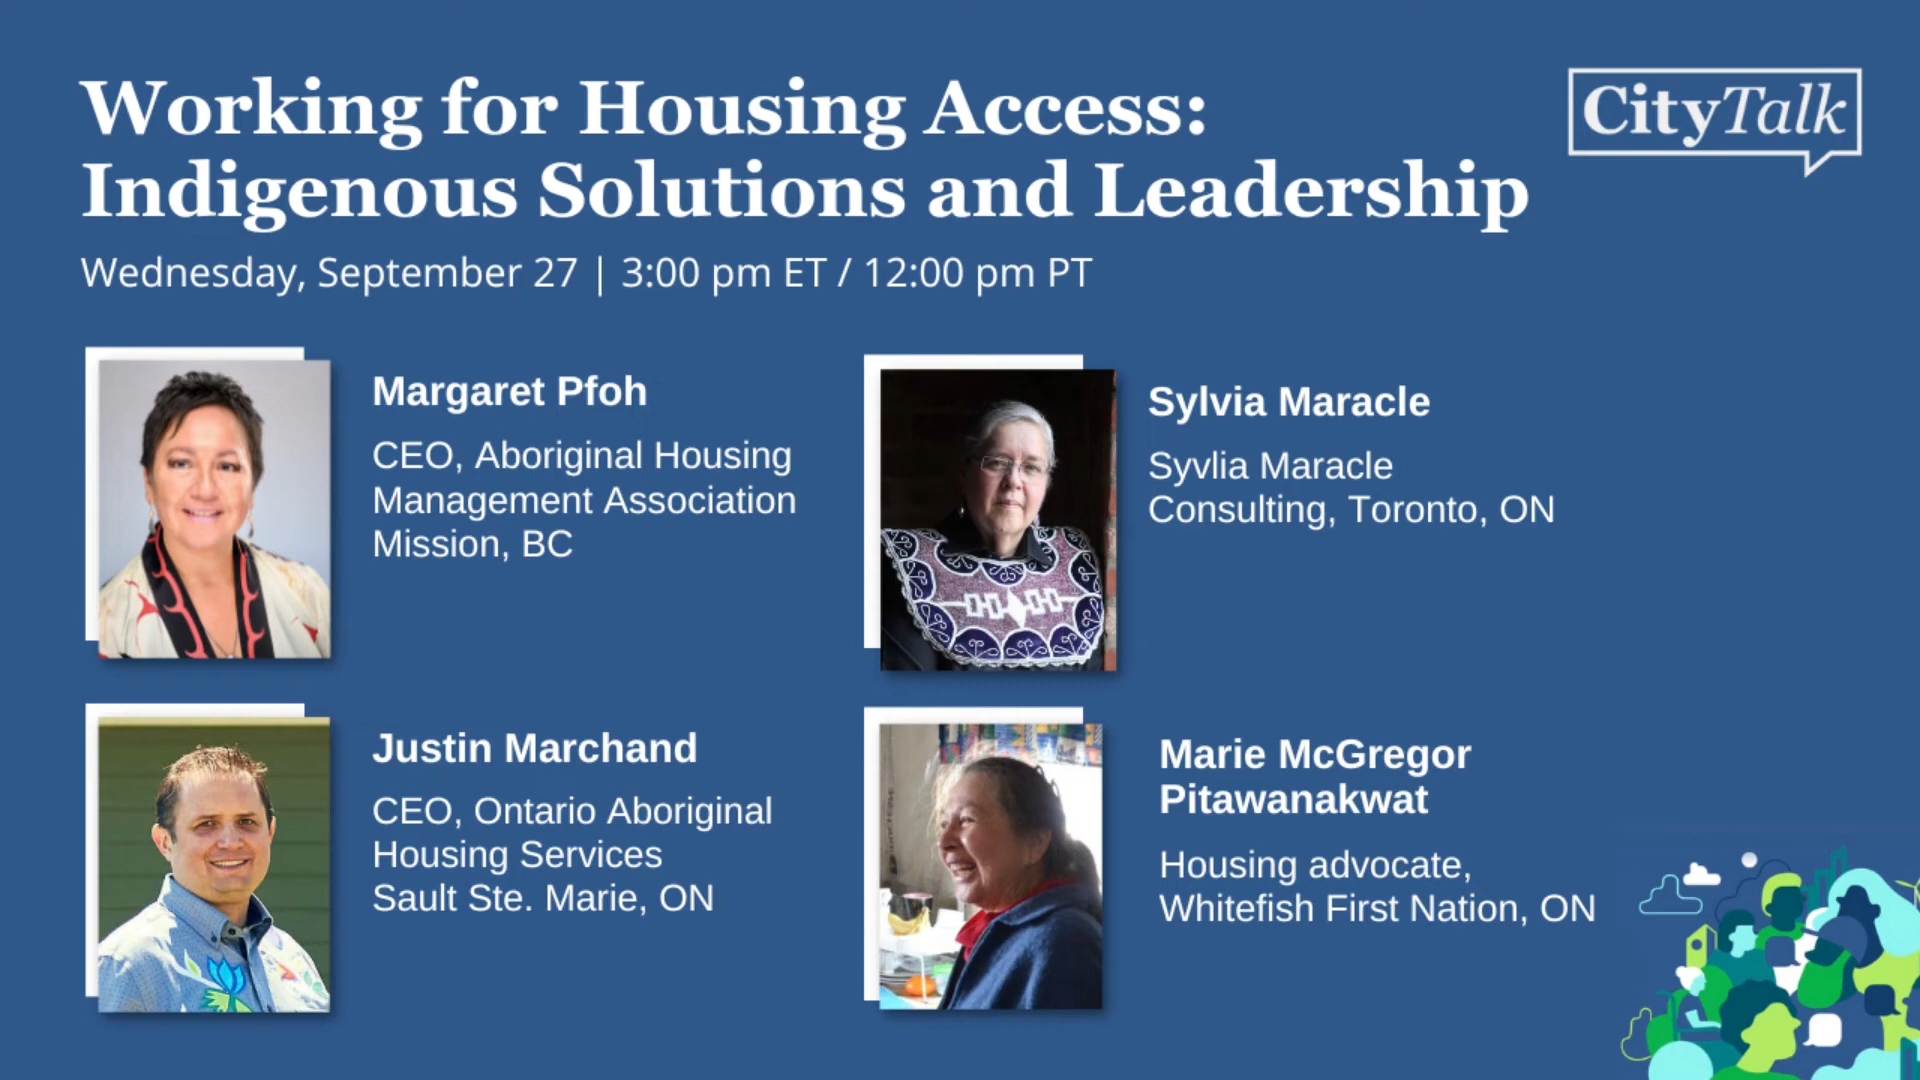 Working for Housing Access:
Indigenous Solutions and Leadership
CityTalk
Wednesday, September 27 | 3:00 pm ET / 12:00 pm PT
Margaret Pfoh
CEO, Aboriginal Housing
Management Association
Mission, BC
Sylvia Maracle
Syvlia Maracle
Consulting, Toronto, ON
Justin Marchand
CEO, Ontario Aboriginal
Housing Services
Sault Ste. Marie, ON
Marie McGregor
Pitawanakwat
Housing advocate,
Whitefish First Nation, ON